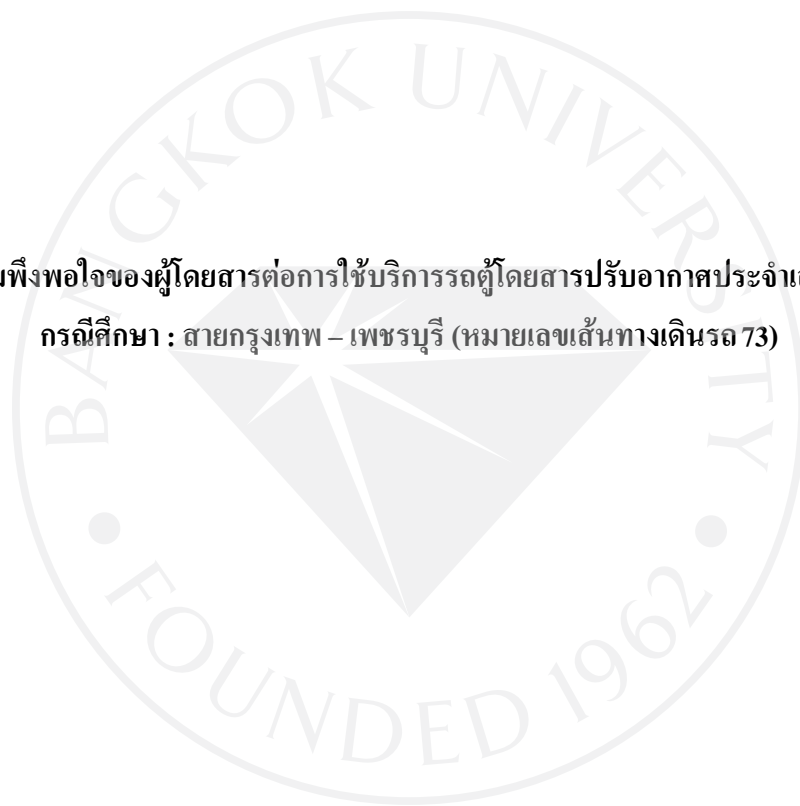 พึงพอใจของผู้โดยสารต่อการใช้บริการรถตู้โดยสารปรับอากาศประจำ
กรณีศึกษา : สายกรุงเทพ – เพชรบุรี (หมายเลขเส้นทางเดินรถ 73)
BANGKOK UNIVERSITY
FOUNDED 1962